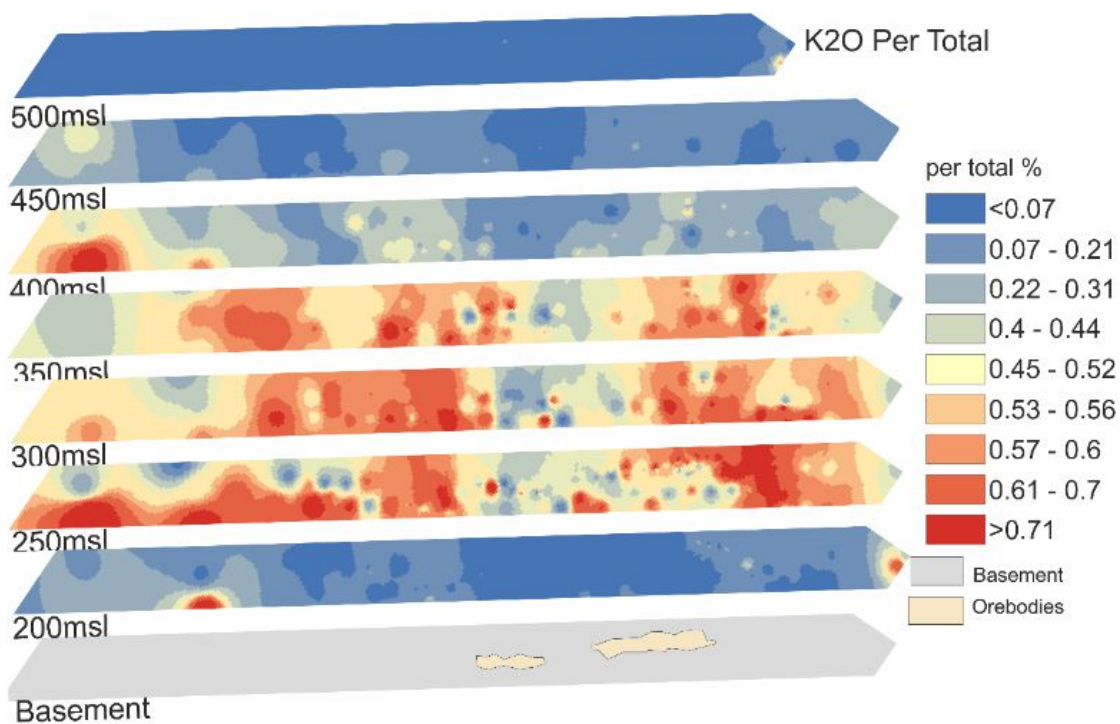 K2O Per Total
500msl
450msl
400msl
350msl
300msl
250msl
200msl
Basement
per total %
<0.07
0.07 - 0.21
0.22 - 0.31
0.4 - 0.44
0.45 - 0.52
0.53 - 0.56
0.57 - 0.6
0.61 - 0.7
>0.71
Basement
Orebodies